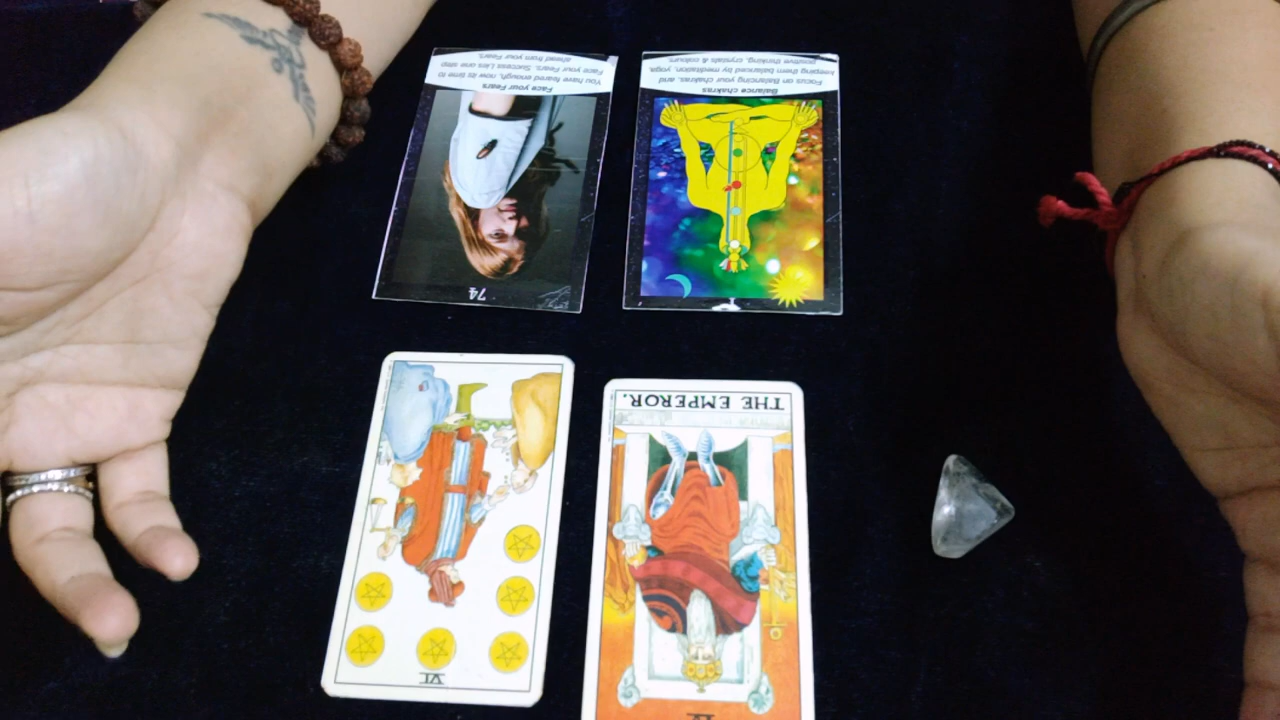 Face your Fears
You have feared enough, now its time to
Face your Fears. Success Lies one step
ahead from your Fears.
74
Balance chakras
Focus on Balancing your chakras, and
keeping them balanced by meditation, yoga,
positive thinking, crystals & colours.
VI
THE EMPEROR.
IV